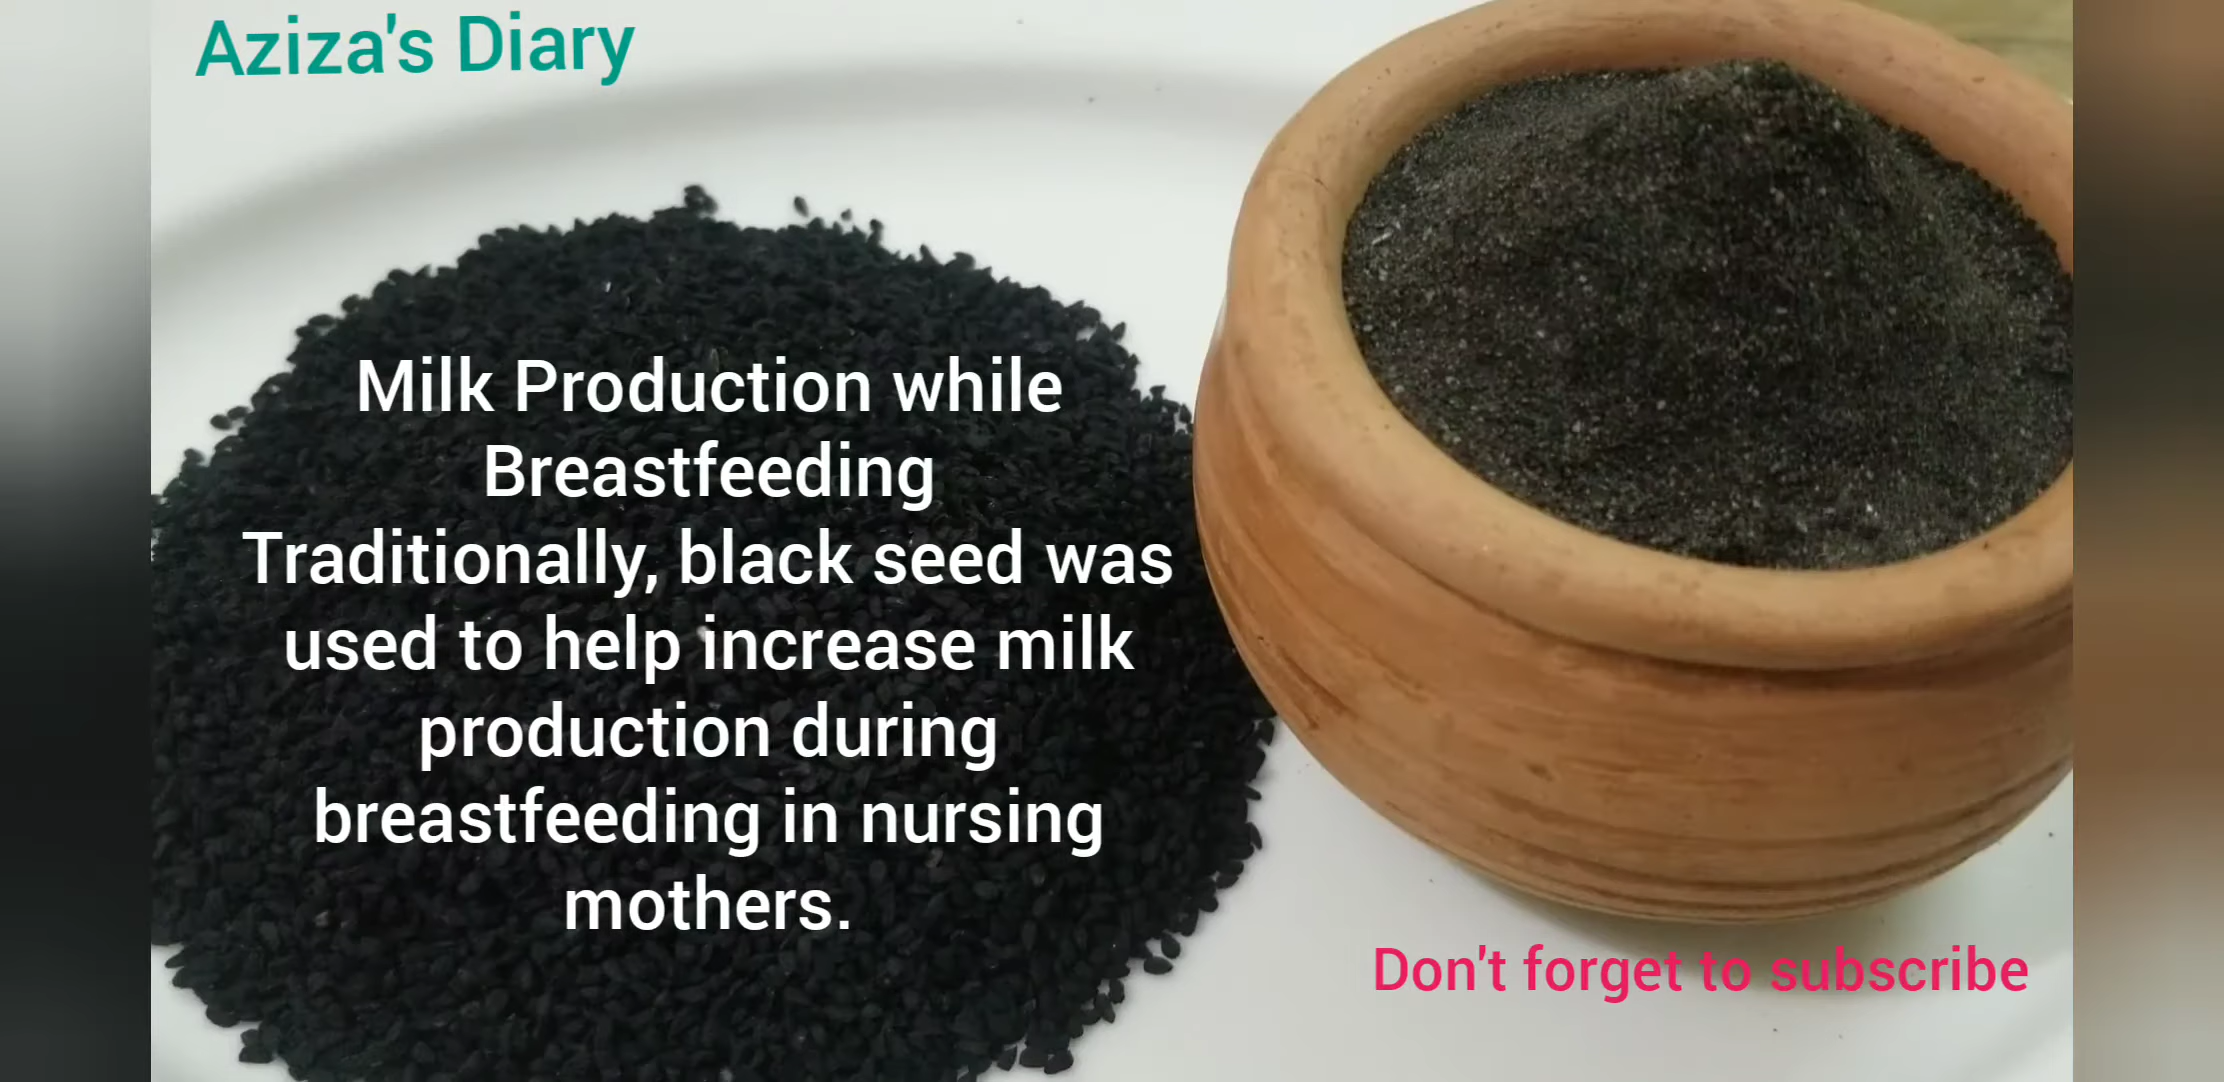 Aziza's Diary
Milk Production while
Breastfeeding
Traditionally, black seed was
used to help increase milk
production during
breastfeeding in nursing
mothers.
Don't forget to subscribe